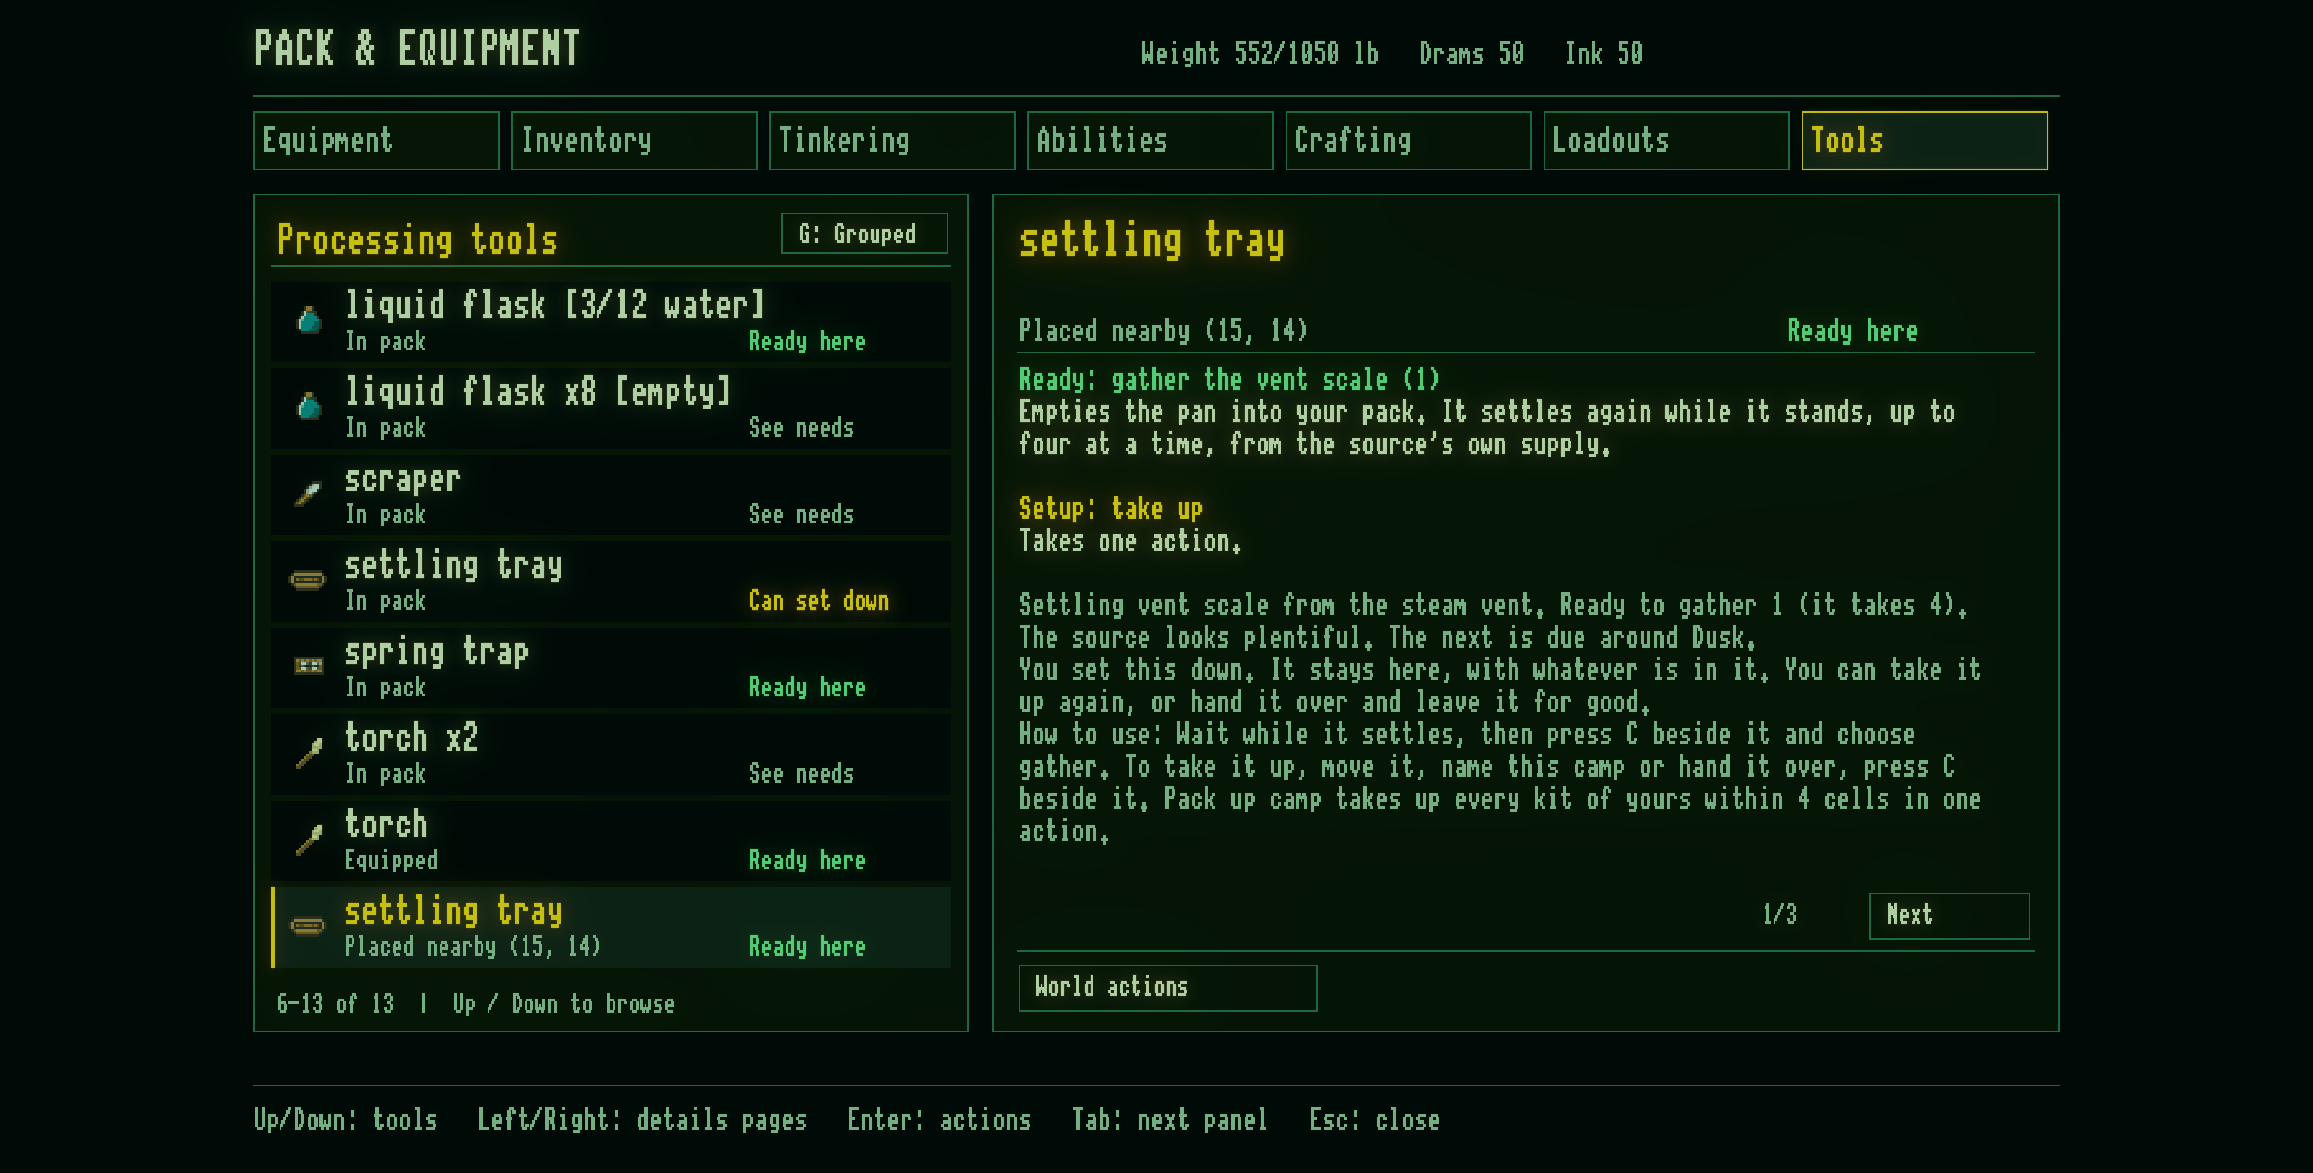 PACK & EQUIPMENT
Weight 552/1050 lb   Drams 50   Ink 50
Equipment
Inventory
Tinkering
Abilities
Crafting
Loadouts
Tools
Processing tools
G: Grouped
liquid flask [3/12 water]
In pack
Ready here
liquid flask x8 [empty]
In pack
See needs
scraper
In pack
See needs
settling tray
In pack
Can set down
spring trap
In pack
Ready here
torch x2
In pack
See needs
torch
Equipped
Ready here
settling tray
Placed nearby (15, 14)
Ready here
6-13 of 13  |  Up / Down to browse
settling tray
Placed nearby (15, 14)
Ready here
Ready: gather the vent scale (1)
Empties the pan into your pack. It settles again while it stands, up to
four at a time, from the source's own supply.
Setup: take up
Takes one action.
Settling vent scale from the steam vent. Ready to gather 1 (it takes 4).
The source looks plentiful. The next is due around Dusk.
You set this down. It stays here, with whatever is in it. You can take it
up again, or hand it over and leave it for good.
How to use: Wait while it settles, then press C beside it and choose
gather. To take it up, move it, name this camp or hand it over, press C
beside it. Pack up camp takes up every kit of yours within 4 cells in one
action.
1/3
Next
World actions
Up/Down: tools   Left/Right: details pages   Enter: actions   Tab: next panel   Esc: close